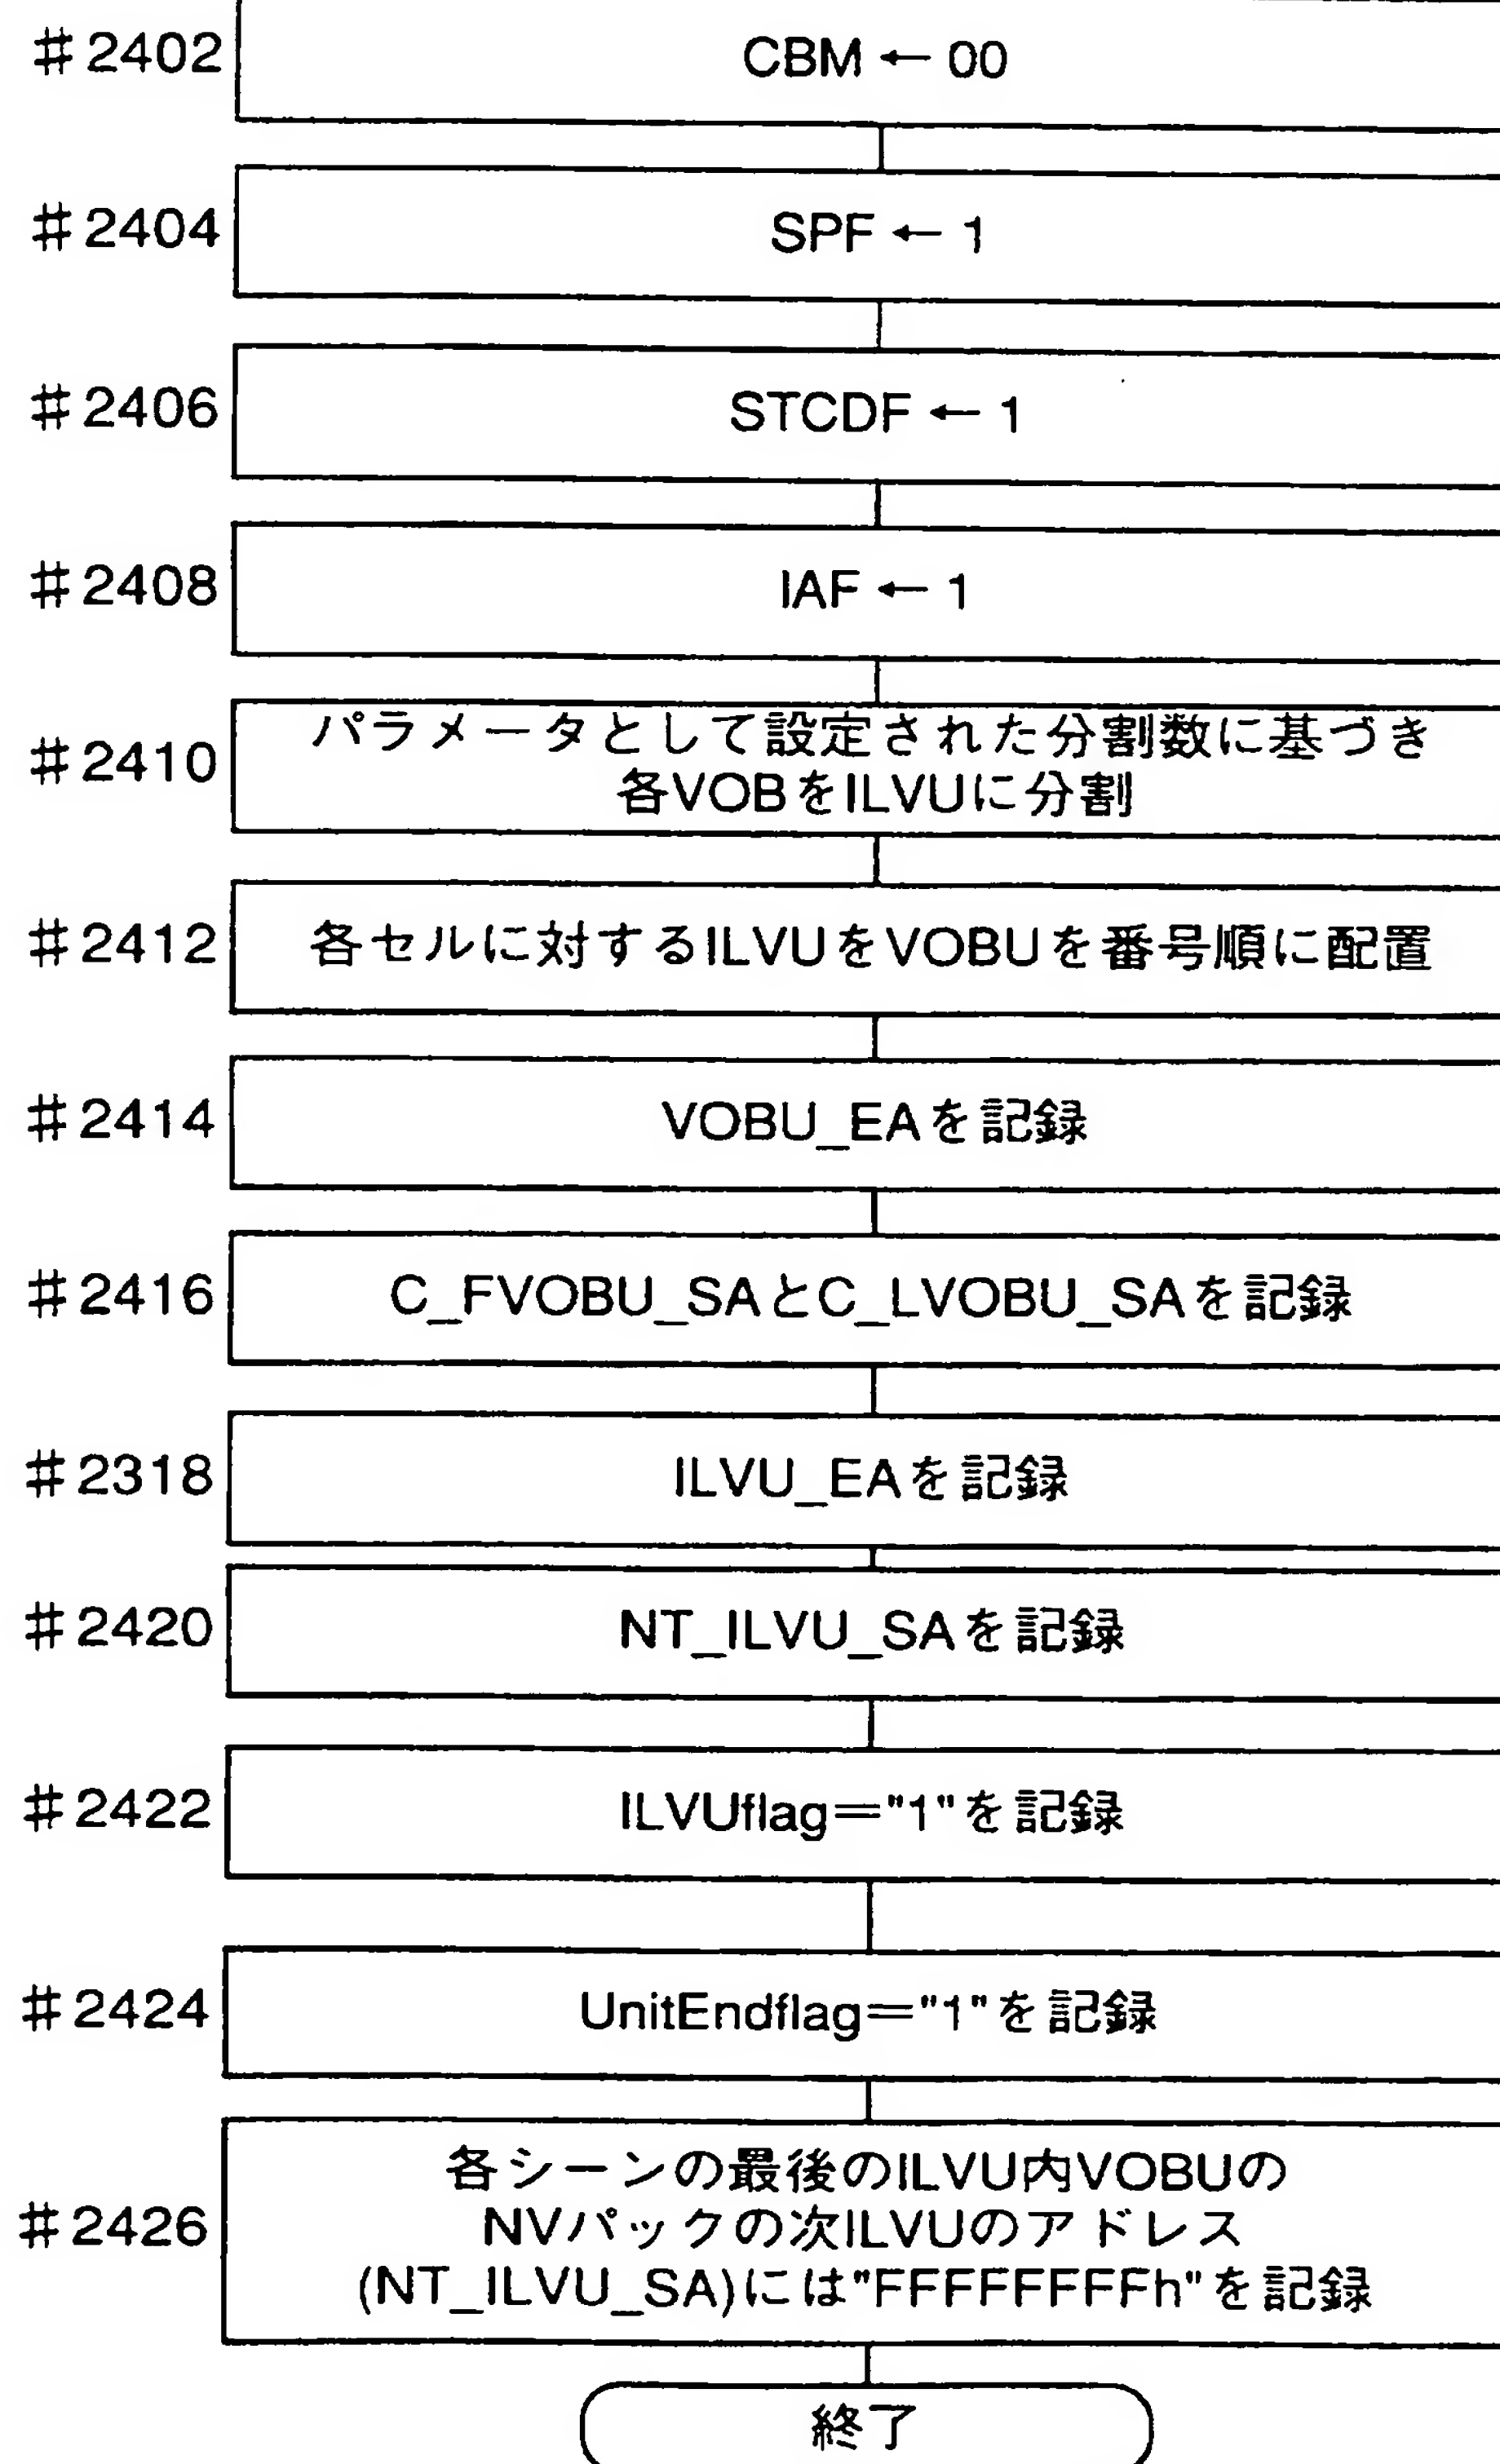 #2402 CBM ← 00
#2404 SPF ← 1
#2406 STCDF ← 1
#2408 IAF ← 1
#2410 パラメータとして設定された分割数に基づき
各VOBをILVUに分割
#2412 各セルに対するILVUをVOBUを番号順に配置
#2414 VOBU_EAを記録
#2416 C_FVOBU_SAとC_LVOBU_SAを記録
#2318 ILVU_EAを記録
#2420 NT_ILVU_SAを記録
#2422 ILVUflag="1"を記録
#2424 UnitEndflag="1"を記録
#2426 各シーンの最後のILVU内VOBUの
NVパックの次ILVUのアドレス
(NT_ILVU_SA)には"FFFFFFFFh"を記録
終了